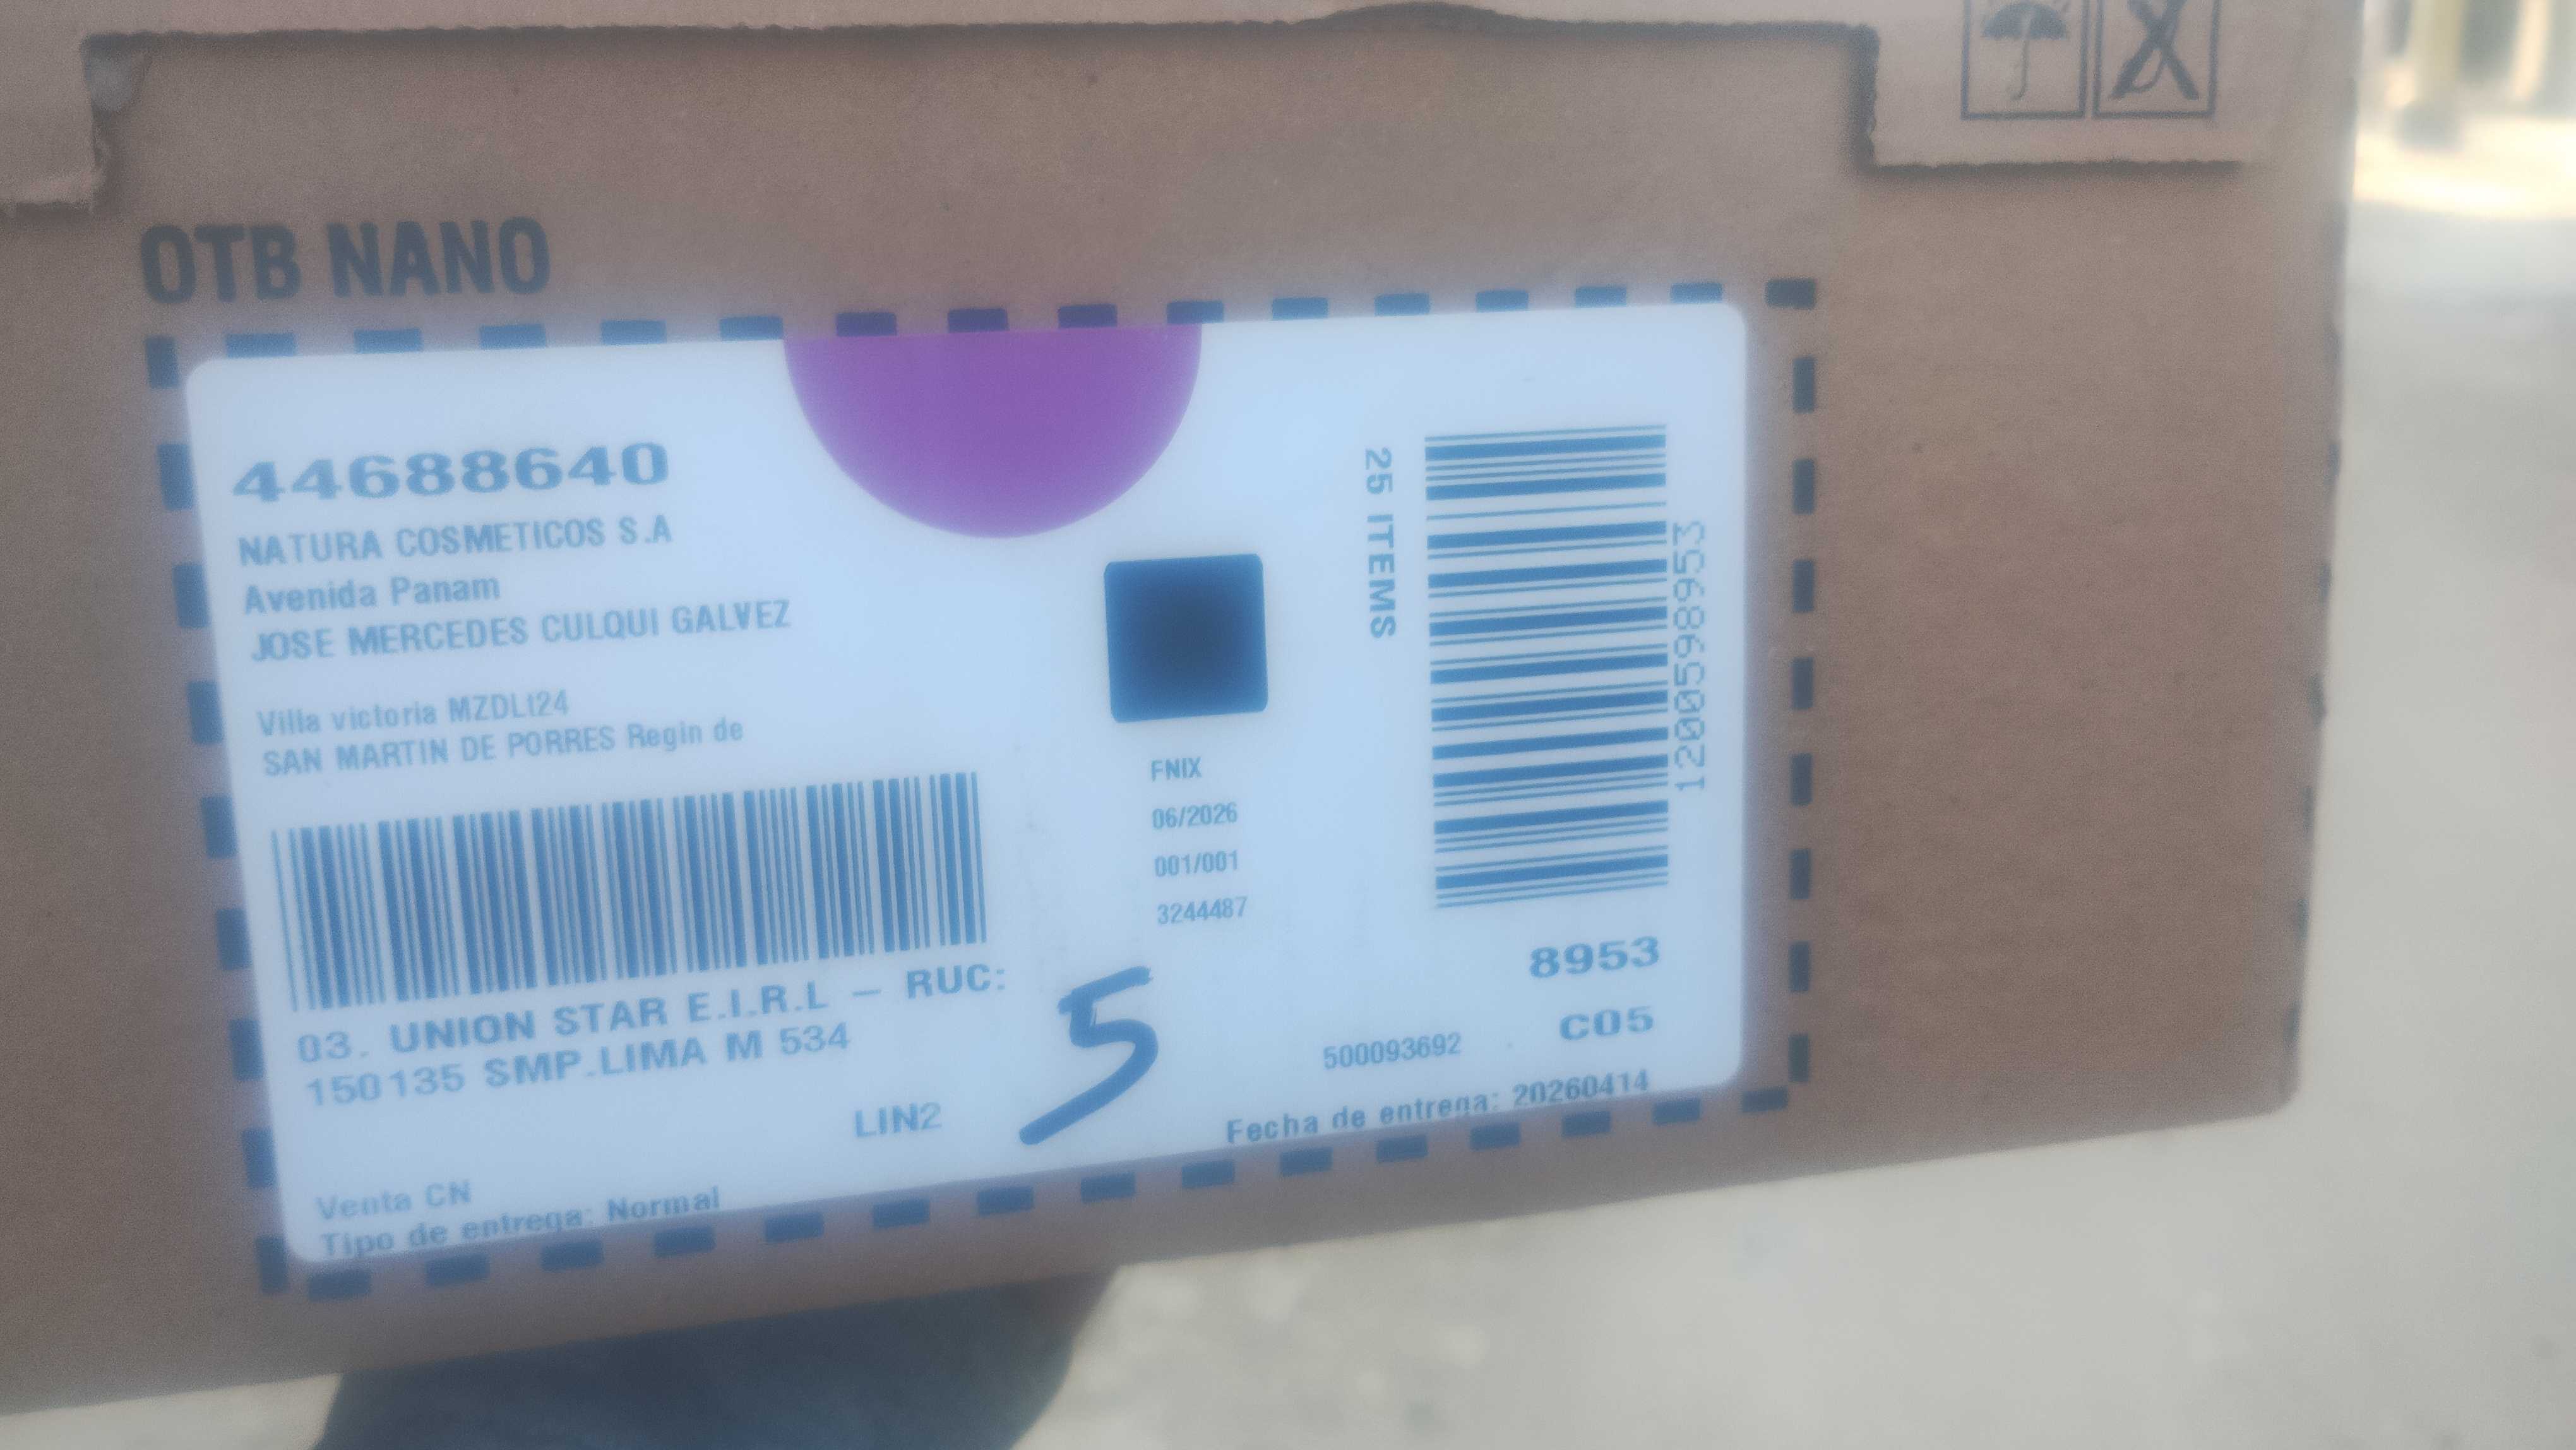 OTB NANO
44688640
NATURA COSMETICOS S.A
Avenida Panam
JOSE MERCEDES CULQUI GALVEZ
Villa victoria MZDLt24
SAN MARTIN DE PORRES Regin de
03. UNION STAR E.I.R.L – RUC:
150135 SMP.LIMA M 534
LIN2
Venta CN
Tipo de entrega: Normal
FNIX
06/2026
001/001
3244487
5
25 ITEMS
12005989​53
8953
C05
500093692
Fecha de entrega: 20260414